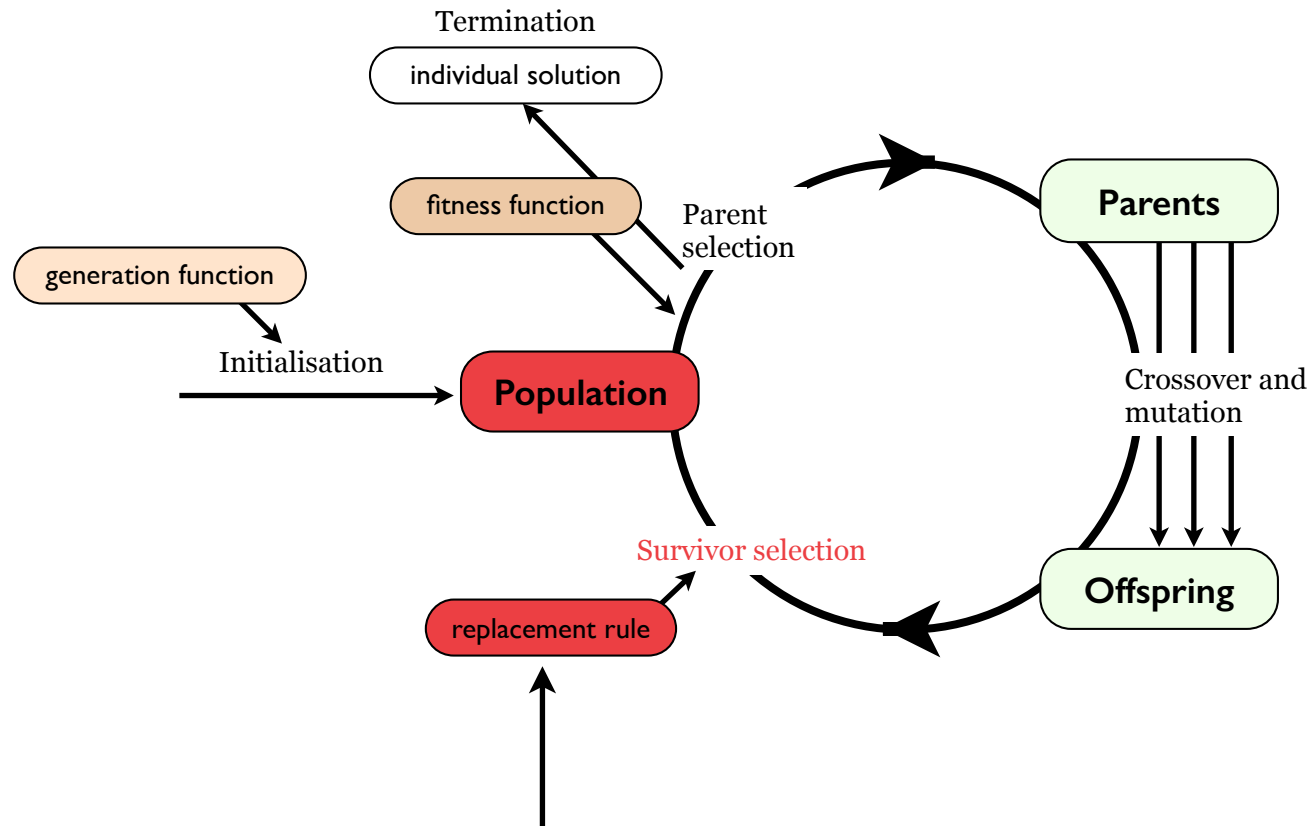 Termination
individual solution
fitness function
Parent
selection
Parents
generation function
Initialisation
Population
Crossover and
mutation
Survivor selection
Offspring
replacement rule